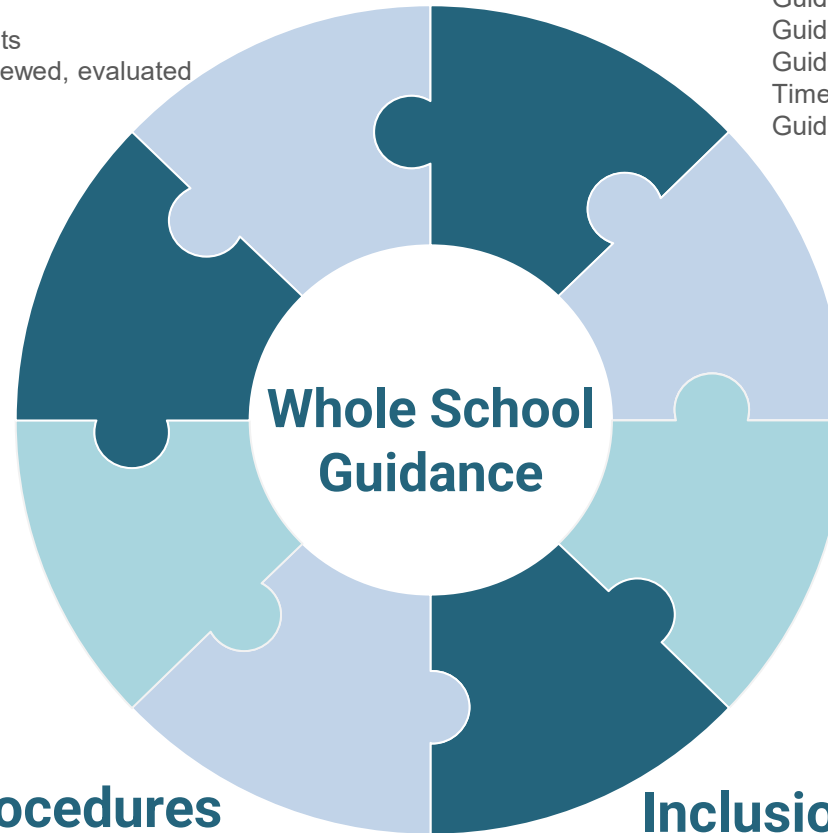 ts
ewed, evaluated
Guid
Guid
Guid
Time
Guid
Whole School
Guidance
ocedures
Inclusio